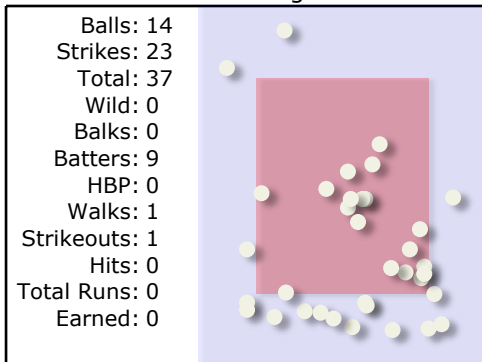 Balls: 14
Strikes: 23
Total: 37
Wild: 0
Balks: 0
Batters: 9
HBP: 0
Walks: 1
Strikeouts: 1
Hits: 0
Total Runs: 0
Earned: 0